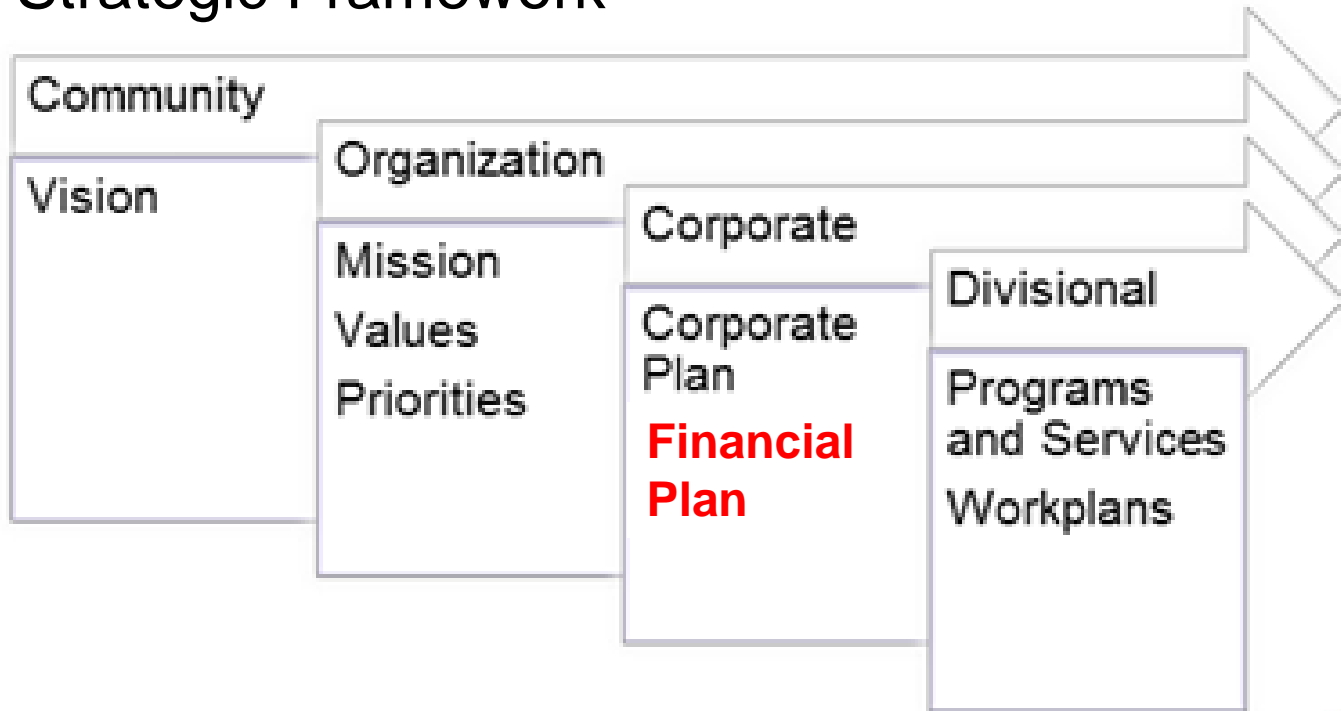 Strategic Framework
Community
Vision
Organization
Mission
Values
Priorities
Corporate
Corporate
Plan
Financial
Plan
Divisional
Programs
and Services
Workplans